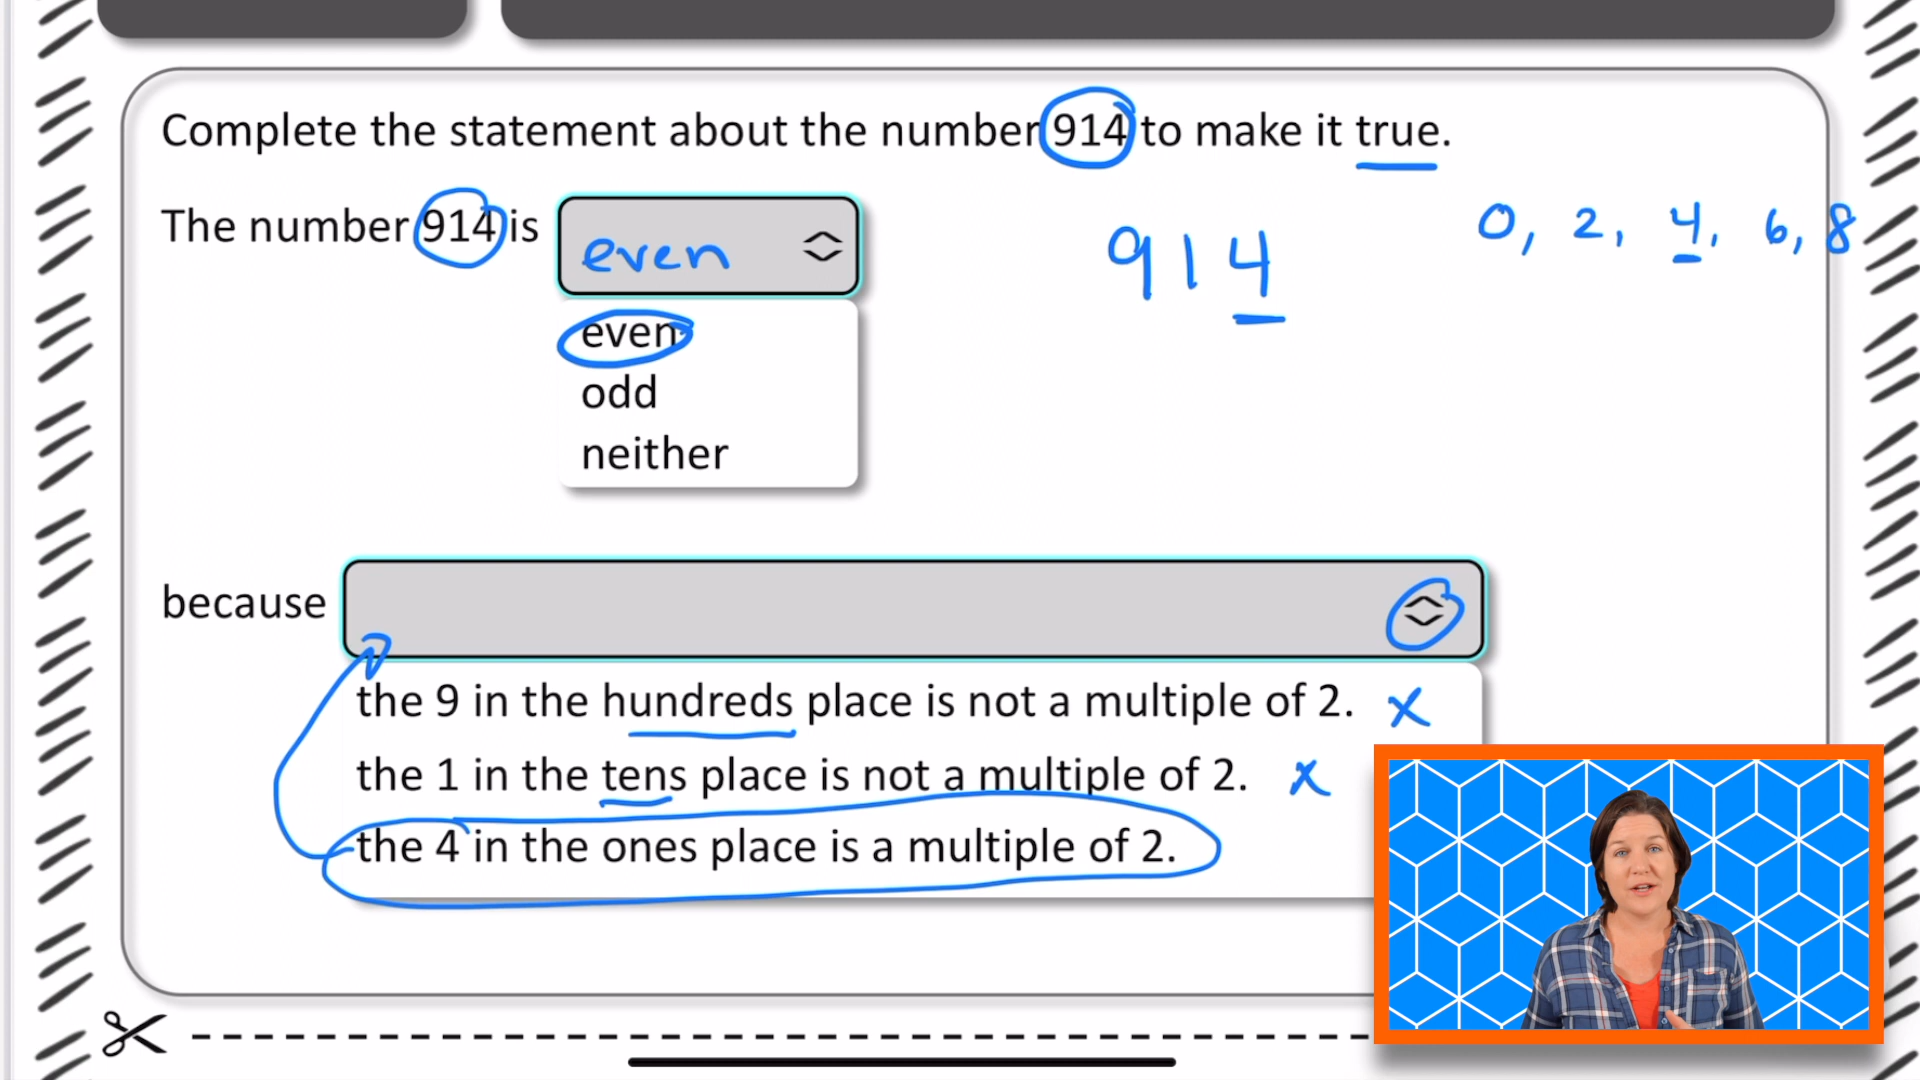 Complete the statement about the number 914 to make it true.
The number 914 is even
914
0, 2, 4, 6, 8
even
odd
neither
because
the 9 in the hundreds place is not a multiple of 2. x
the 1 in the tens place is not a multiple of 2. x
the 4 in the ones place is a multiple of 2.